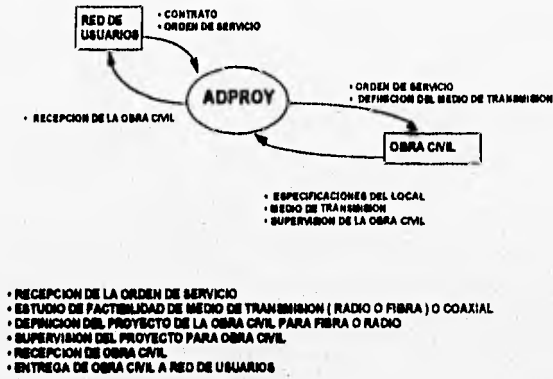 RED DE
USUARIOS
• CONTRATO
• ORDEN DE SERVICIO
ADPROY
• ORDEN DE SERVICIO
• DEFINICION DEL MEDIO DE TRANSMISION
• RECEPCION DE LA OBRA CIVIL
OBRA CIVIL
• ESPECIFICACIONES DEL LOCAL
• MEDIO DE TRANSMISION
• SUPERVISION DE LA OBRA CIVIL
• RECEPCION DE LA ORDEN DE SERVICIO
• ESTUDIO DE FACTIBILIDAD DE MEDIO DE TRANSMISION ( RADIO O FIBRA ) O COAXIAL
• DEFINICION DEL PROYECTO DE LA OBRA CIVIL PARA FIBRA O RADIO
• SUPERVISION DEL PROYECTO PARA OBRA CIVIL
• RECEPCION DE OBRA CIVIL
• ENTREGA DE OBRA CIVIL A RED DE USUARIOS